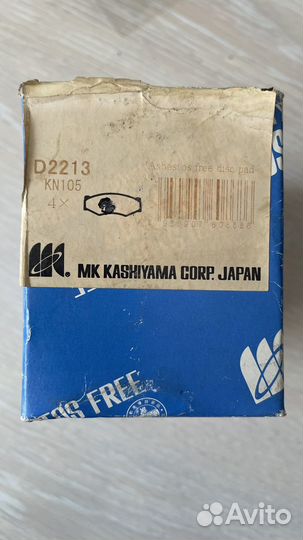 D2213
KN105
4×
Asbestos free disc pad
MK KASHIYAMA CORP. JAPAN
TOS FREE
Avito